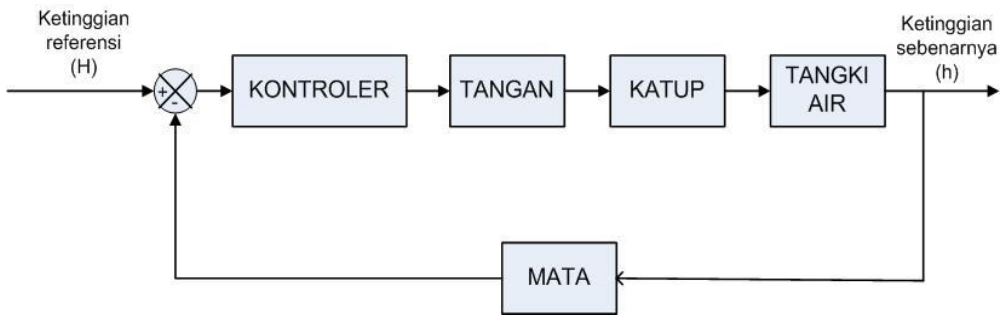 Ketinggian
referensi
(H)
Ketinggian
sebenarnya
(h)
+
-
KONTROLER
TANGAN
KATUP
TANGKI
AIR
MATA